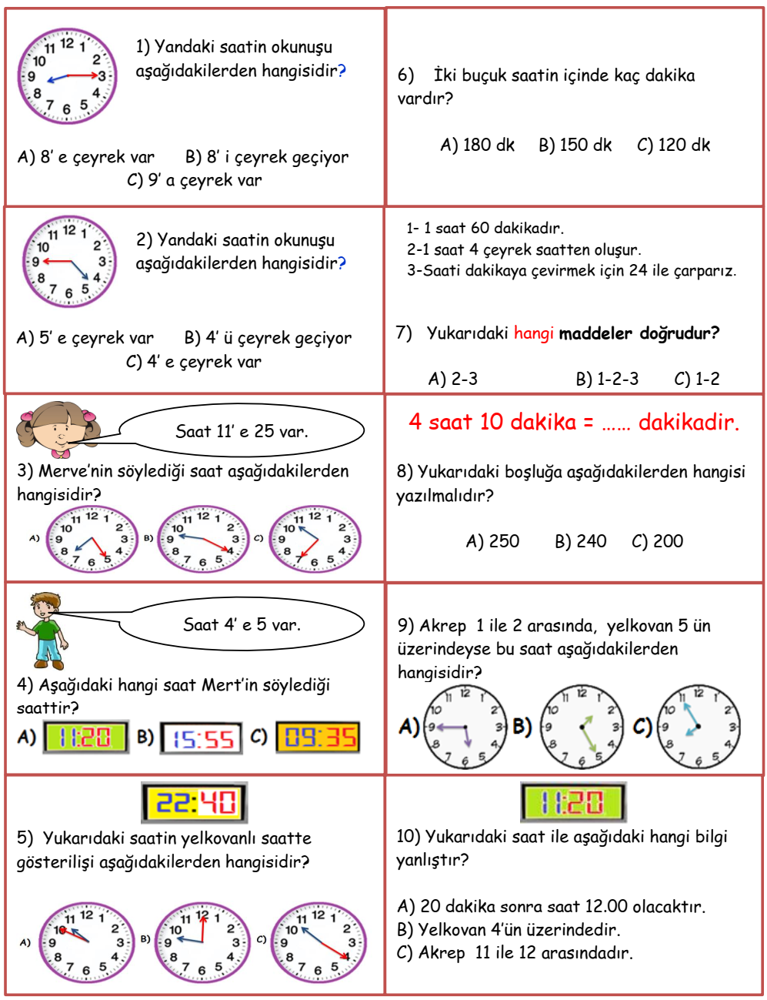 1) Yandaki saatin okunuşu
aşağıdakilerden hangisidir?
A) 8’ e çeyrek var B) 8’ i çeyrek geçiyor
C) 9’ a çeyrek var
2) Yandaki saatin okunuşu
aşağıdakilerden hangisidir?
A) 5’ e çeyrek var B) 4’ ü çeyrek geçiyor
C) 4’ e çeyrek var
Saat 11’ e 25 var.
3) Merve’nin söylediği saat aşağıdakilerden
hangisidir?
A) B) C)
Saat 4’ e 5 var.
4) Aşağıdaki hangi saat Mert’in söylediği
saattir?
A) 11:20 B) 15:55 C) 09:35
22:40
5) Yukarıdaki saatin yelkovanlı saatte
gösterilişi aşağıdakilerden hangisidir?
A) B) C)
6) İki buçuk saatin içinde kaç dakika
vardır?
A) 180 dk B) 150 dk C) 120 dk
1- 1 saat 60 dakikadır.
2-1 saat 4 çeyrek saatten oluşur.
3-Saati dakikaya çevirmek için 24 ile çarparız.
7) Yukarıdaki hangi maddeler doğrudur?
A) 2-3 B) 1-2-3 C) 1-2
4 saat 10 dakika = …… dakikadir.
8) Yukarıdaki boşluğa aşağıdakilerden hangisi
yazılmalıdır?
A) 250 B) 240 C) 200
9) Akrep 1 ile 2 arasında, yelkovan 5 ün
üzerindeyse bu saat aşağıdakilerden
hangisidir?
A) B) C)
11:20
10) Yukarıdaki saat ile aşağıdaki hangi bilgi
yanlıştır?
A) 20 dakika sonra saat 12.00 olacaktır.
B) Yelkovan 4’ün üzerindedir.
C) Akrep 11 ile 12 arasındadır.